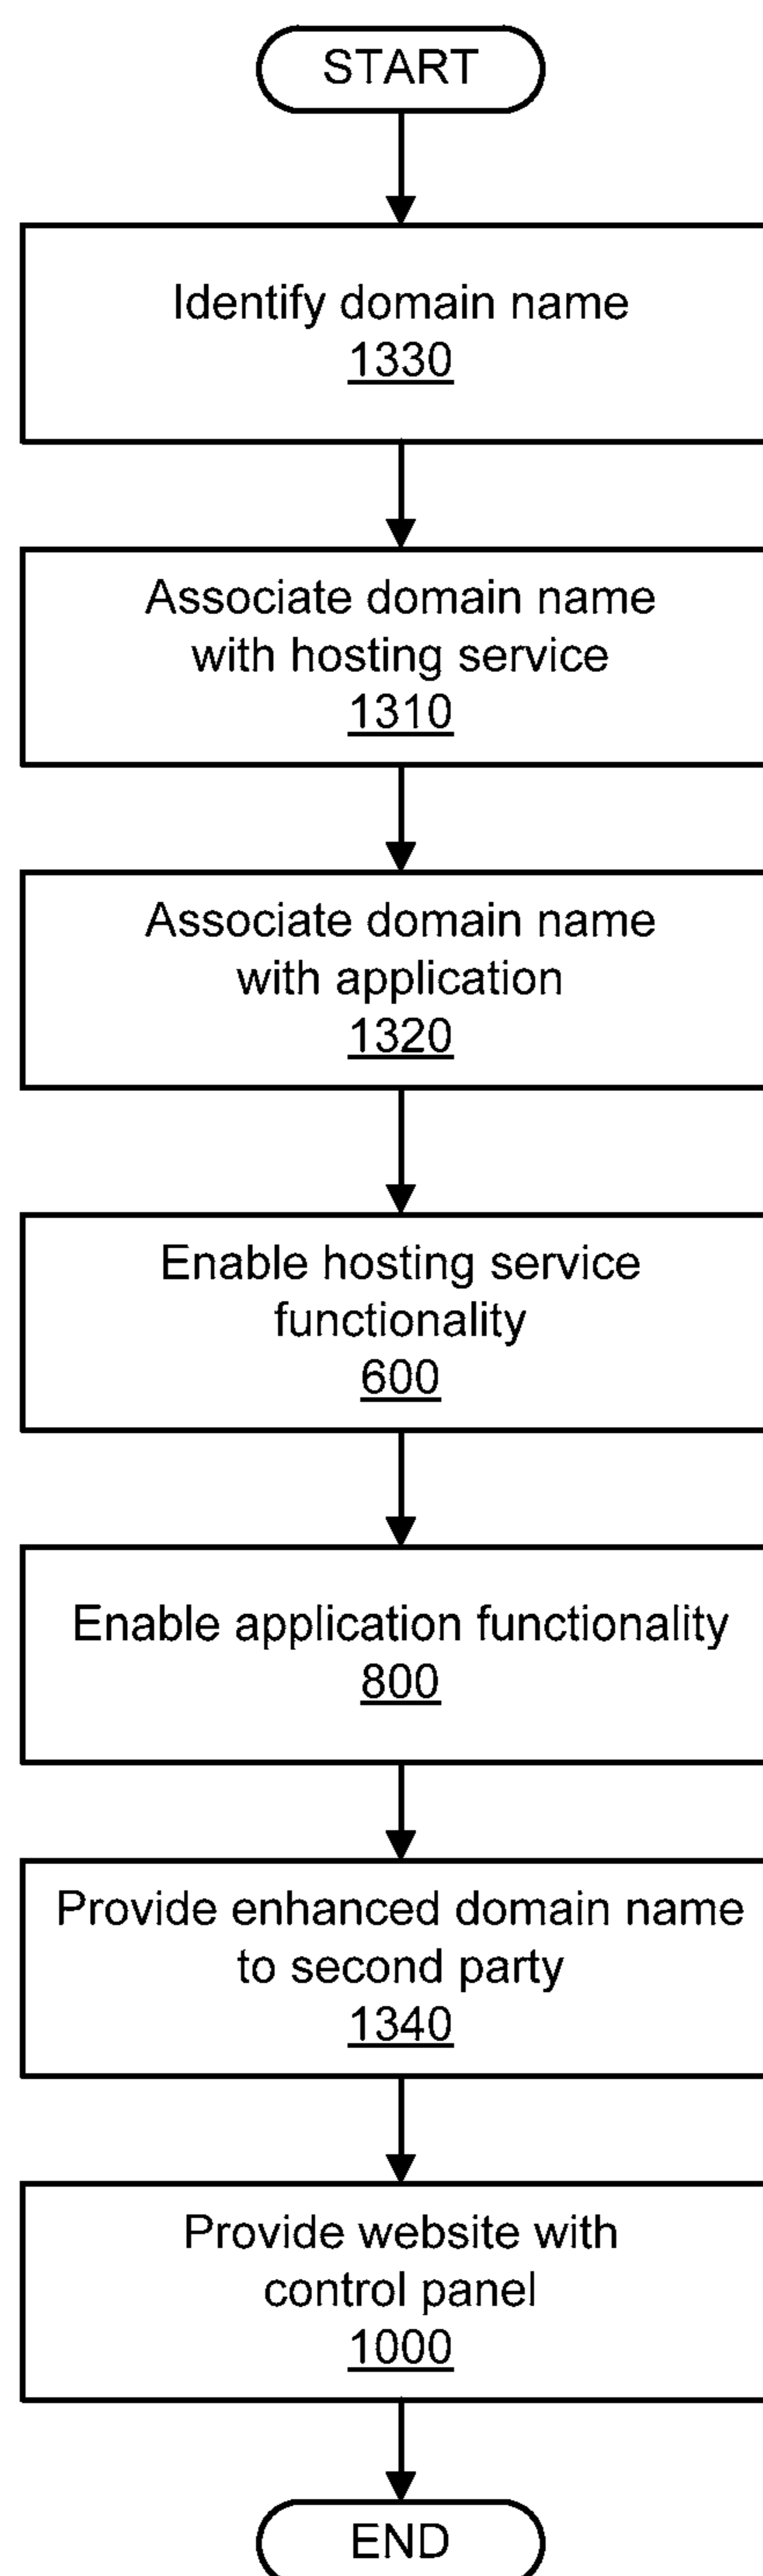 START
Identify domain name
1330
Associate domain name
with hosting service
1310
Associate domain name
with application
1320
Enable hosting service
functionality
600
Enable application functionality
800
Provide enhanced domain name
to second party
1340
Provide website with
control panel
1000
END